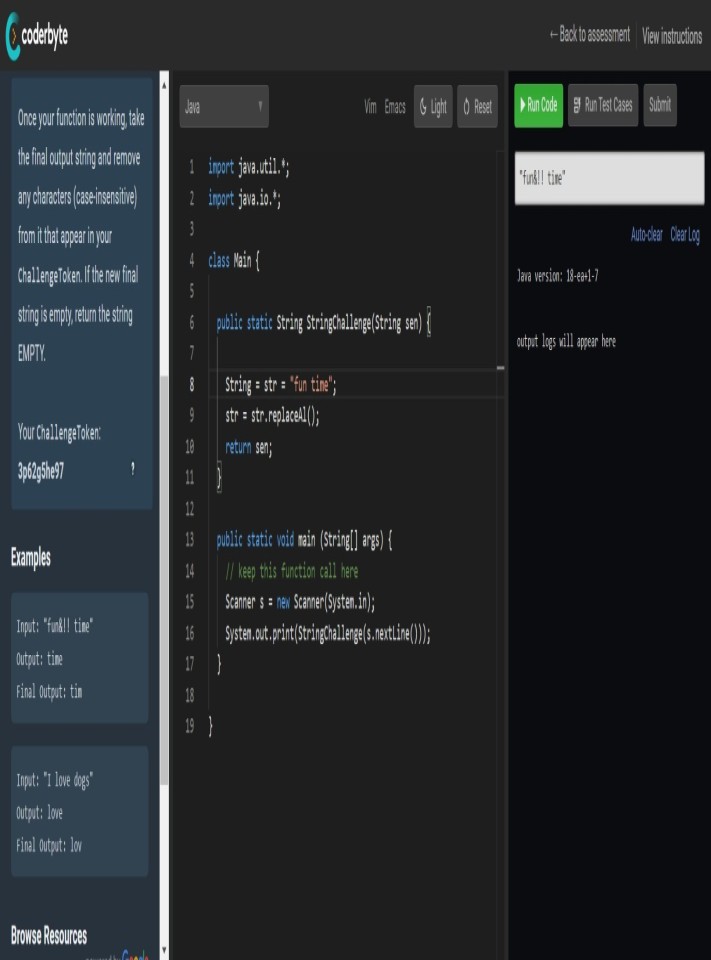 coderbyte
← Back to assessment
View instructions
Once your function is working, take
the final output string and remove
any characters (case-insensitive)
from it that appear in your
ChallengeToken. If the new final
string is empty, return the string
EMPTY.
Your ChallengeToken:
3p62g5he97 ?
Examples
Input: "fun&!! time"
Output: time
Final Output: tim
Input: "I love dogs"
Output: love
Final Output: lov
Browse Resources
powered by Google
Java
Vim
Emacs
Light
Reset
1 import java.util.*;
2 import java.io.*;
3
4 class Main {
5
6 public static String StringChallenge(String sen) {
7
8 String = str = "fun time";
9 str = str.replaceAl();
10 return sen;
11 }
12
13 public static void main (String[] args) {
14 // keep this function call here
15 Scanner s = new Scanner(System.in);
16 System.out.print(StringChallenge(s.nextLine()));
17 }
18
19 }
Run Code
Run Test Cases
Submit
"fun&!! time"
Auto-clear
Clear Log
Java version: 18-ea+1-7
output logs will appear here